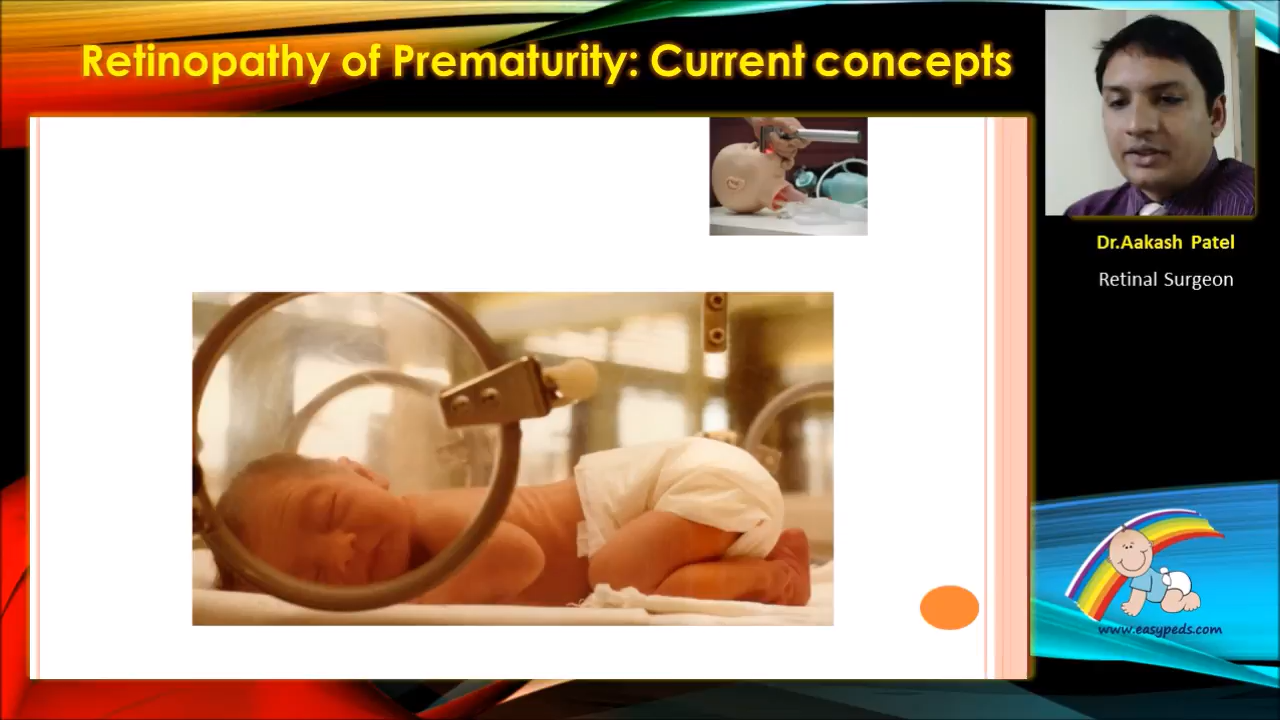 Retinopathy of Prematurity: Current concepts
Dr.Aakash Patel
Retinal Surgeon
www.easypeds.com